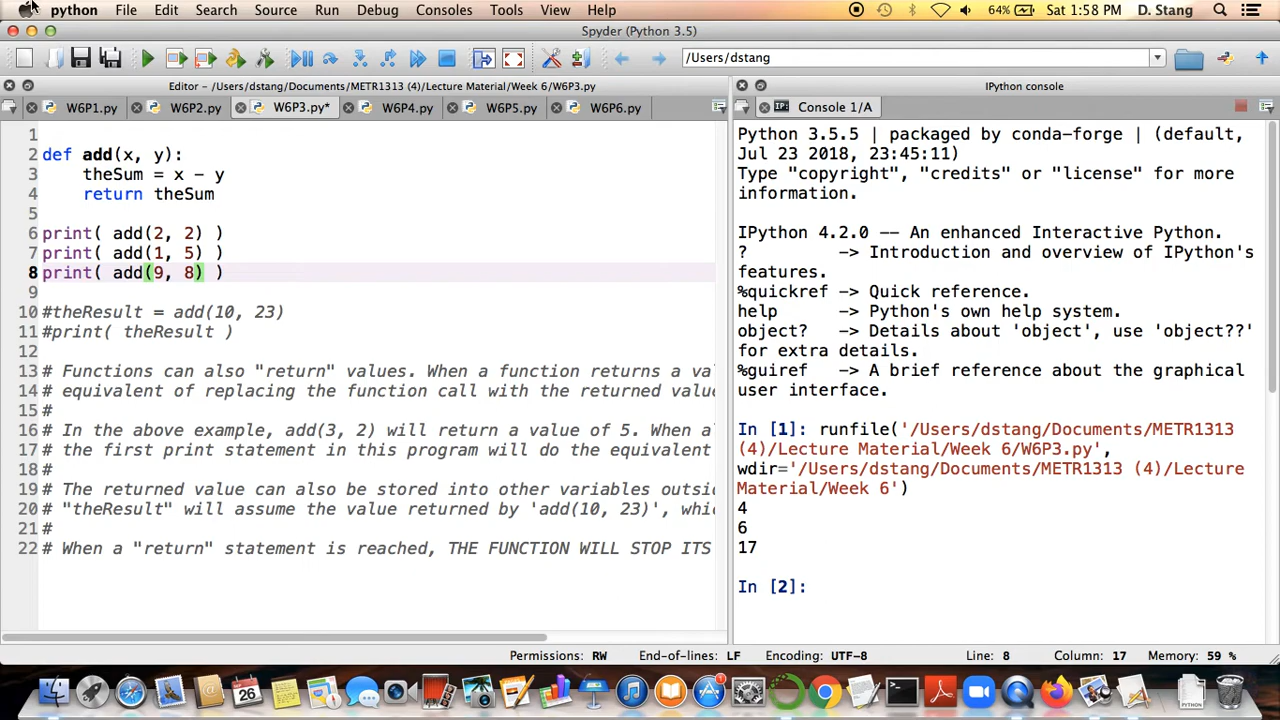 python File Edit Search Source Run Debug Consoles Tools View Help 64% Sat 1:58 PM D. Stang
Spyder (Python 3.5)
/Users/dstang
Editor - /Users/dstang/Documents/METR1313 (4)/Lecture Material/Week 6/W6P3.py
W6P1.py W6P2.py W6P3.py* W6P4.py W6P5.py W6P6.py
1
2 def add(x, y):
3 theSum = x - y
4 return theSum
5
6 print( add(2, 2) )
7 print( add(1, 5) )
8 print( add(9, 8) )
9
10 #theResult = add(10, 23)
11 #print( theResult )
12
13 # Functions can also "return" values. When a function returns a va
14 # equivalent of replacing the function call with the returned value
15 #
16 # In the above example, add(3, 2) will return a value of 5. When a
17 # the first print statement in this program will do the equivalent
18 #
19 # The returned value can also be stored into other variables outsi
20 # "theResult" will assume the value returned by 'add(10, 23)', whic
21 #
22 # When a "return" statement is reached, THE FUNCTION WILL STOP ITS
IPython console
IP: Console 1/A
Python 3.5.5 | packaged by conda-forge | (default,
Jul 23 2018, 23:45:11)
Type "copyright", "credits" or "license" for more
information.
IPython 4.2.0 -- An enhanced Interactive Python.
? -> Introduction and overview of IPython's
features.
%quickref -> Quick reference.
help -> Python's own help system.
object? -> Details about 'object', use 'object??'
for extra details.
%guiref -> A brief reference about the graphical
user interface.
In [1]: runfile('/Users/dstang/Documents/METR1313
(4)/Lecture Material/Week 6/W6P3.py',
wdir='/Users/dstang/Documents/METR1313 (4)/Lecture
Material/Week 6')
4
6
17
In [2]:
Permissions: RW End-of-lines: LF Encoding: UTF-8 Line: 8 Column: 17 Memory: 59 %
26